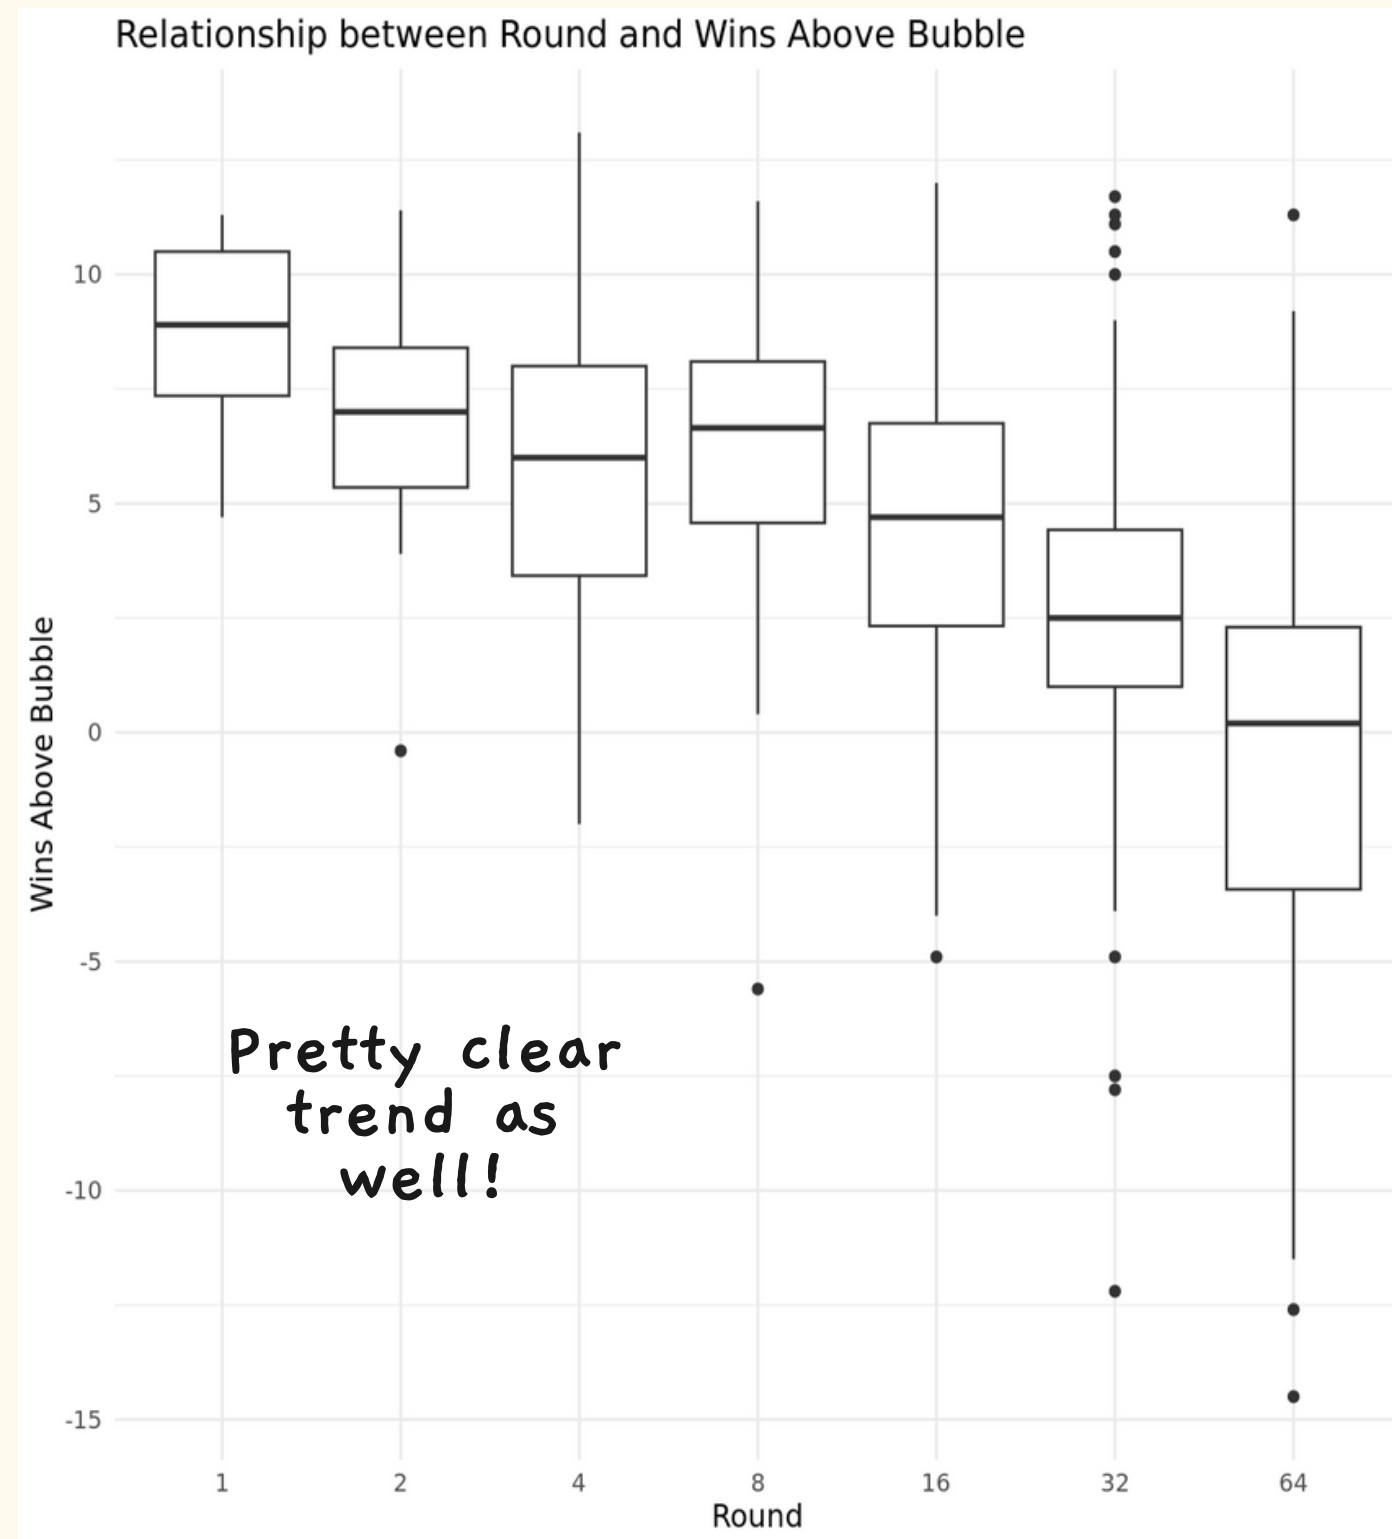 Relationship between Round and Wins Above Bubble
10
5
0
-5
-10
-15
Wins Above Bubble
Pretty clear
trend as
well!
1 2 4 8 16 32 64
Round